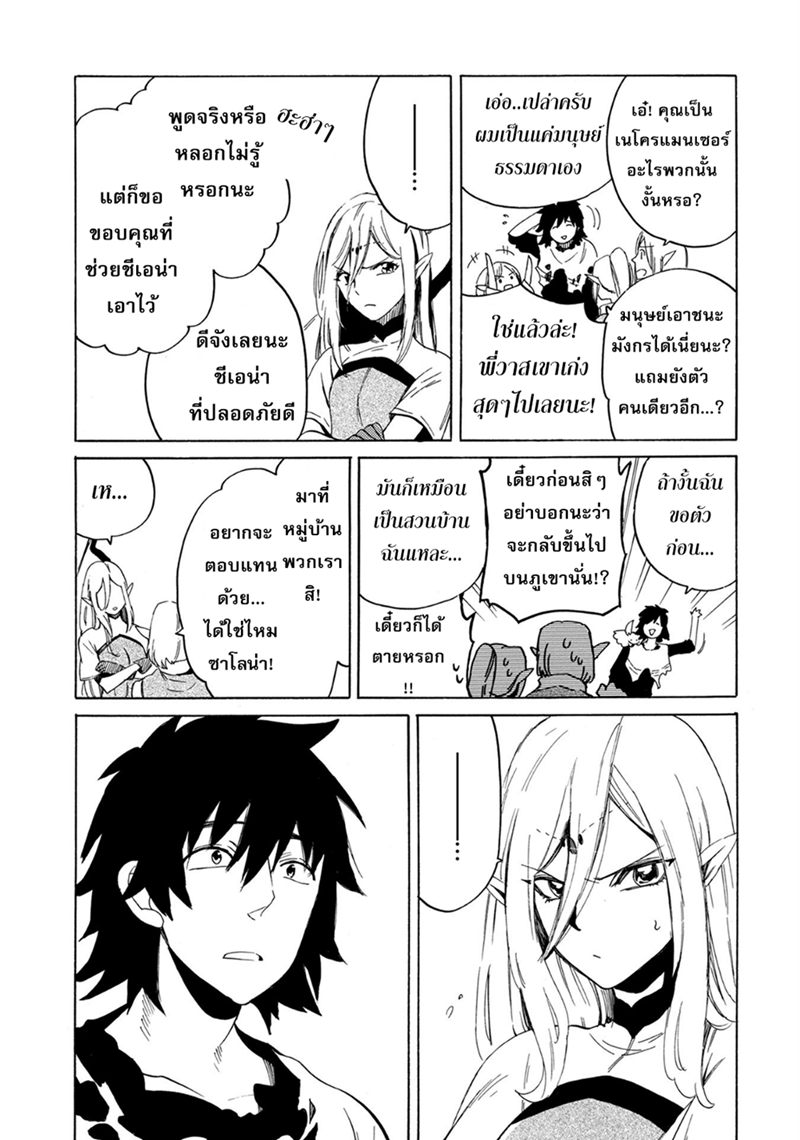 เอ๋! คุณเป็น
เนโครแมนเซอร์
อะไรพวกนั้น
งั้นหรอ?
เอ่อ..เปล่าครับ
ผมเป็นแค่มนุษย์
ธรรมดาเอง
มนุษย์เอาชนะ
มังกรได้เนี่ยนะ?
แถมยังตัว
คนเดียวอีก...?
ใช่แล้วล่ะ!
พี่วาสเขาเก่ง
สุดๆไปเลยนะ!
ฮะฮาๆ
พูดจริงหรือ
หลอกไม่รู้
หรอกนะ
แต่ก็ขอ
ขอบคุณที่
ช่วยชีเอน่า
เอาไว้
ดีจังเลยนะ
ชีเอน่า
ที่ปลอดภัยดี
ถ้างั้นฉัน
ขอตัว
ก่อน...
เดี๋ยวก่อนสิๆ
อย่าบอกนะว่า
จะกลับขึ้นไป
บนภูเขานั่น!?
มันก็เหมือน
เป็นสวนบ้าน
ฉันแหละ...
เดี๋ยวก็ได้
ตายหรอก
!!
มาที่
หมู่บ้าน
พวกเรา
สิ!
อยากจะ
ตอบแทน
ด้วย...
ได้ใช่ไหม
ซาโลน่า!
เห...